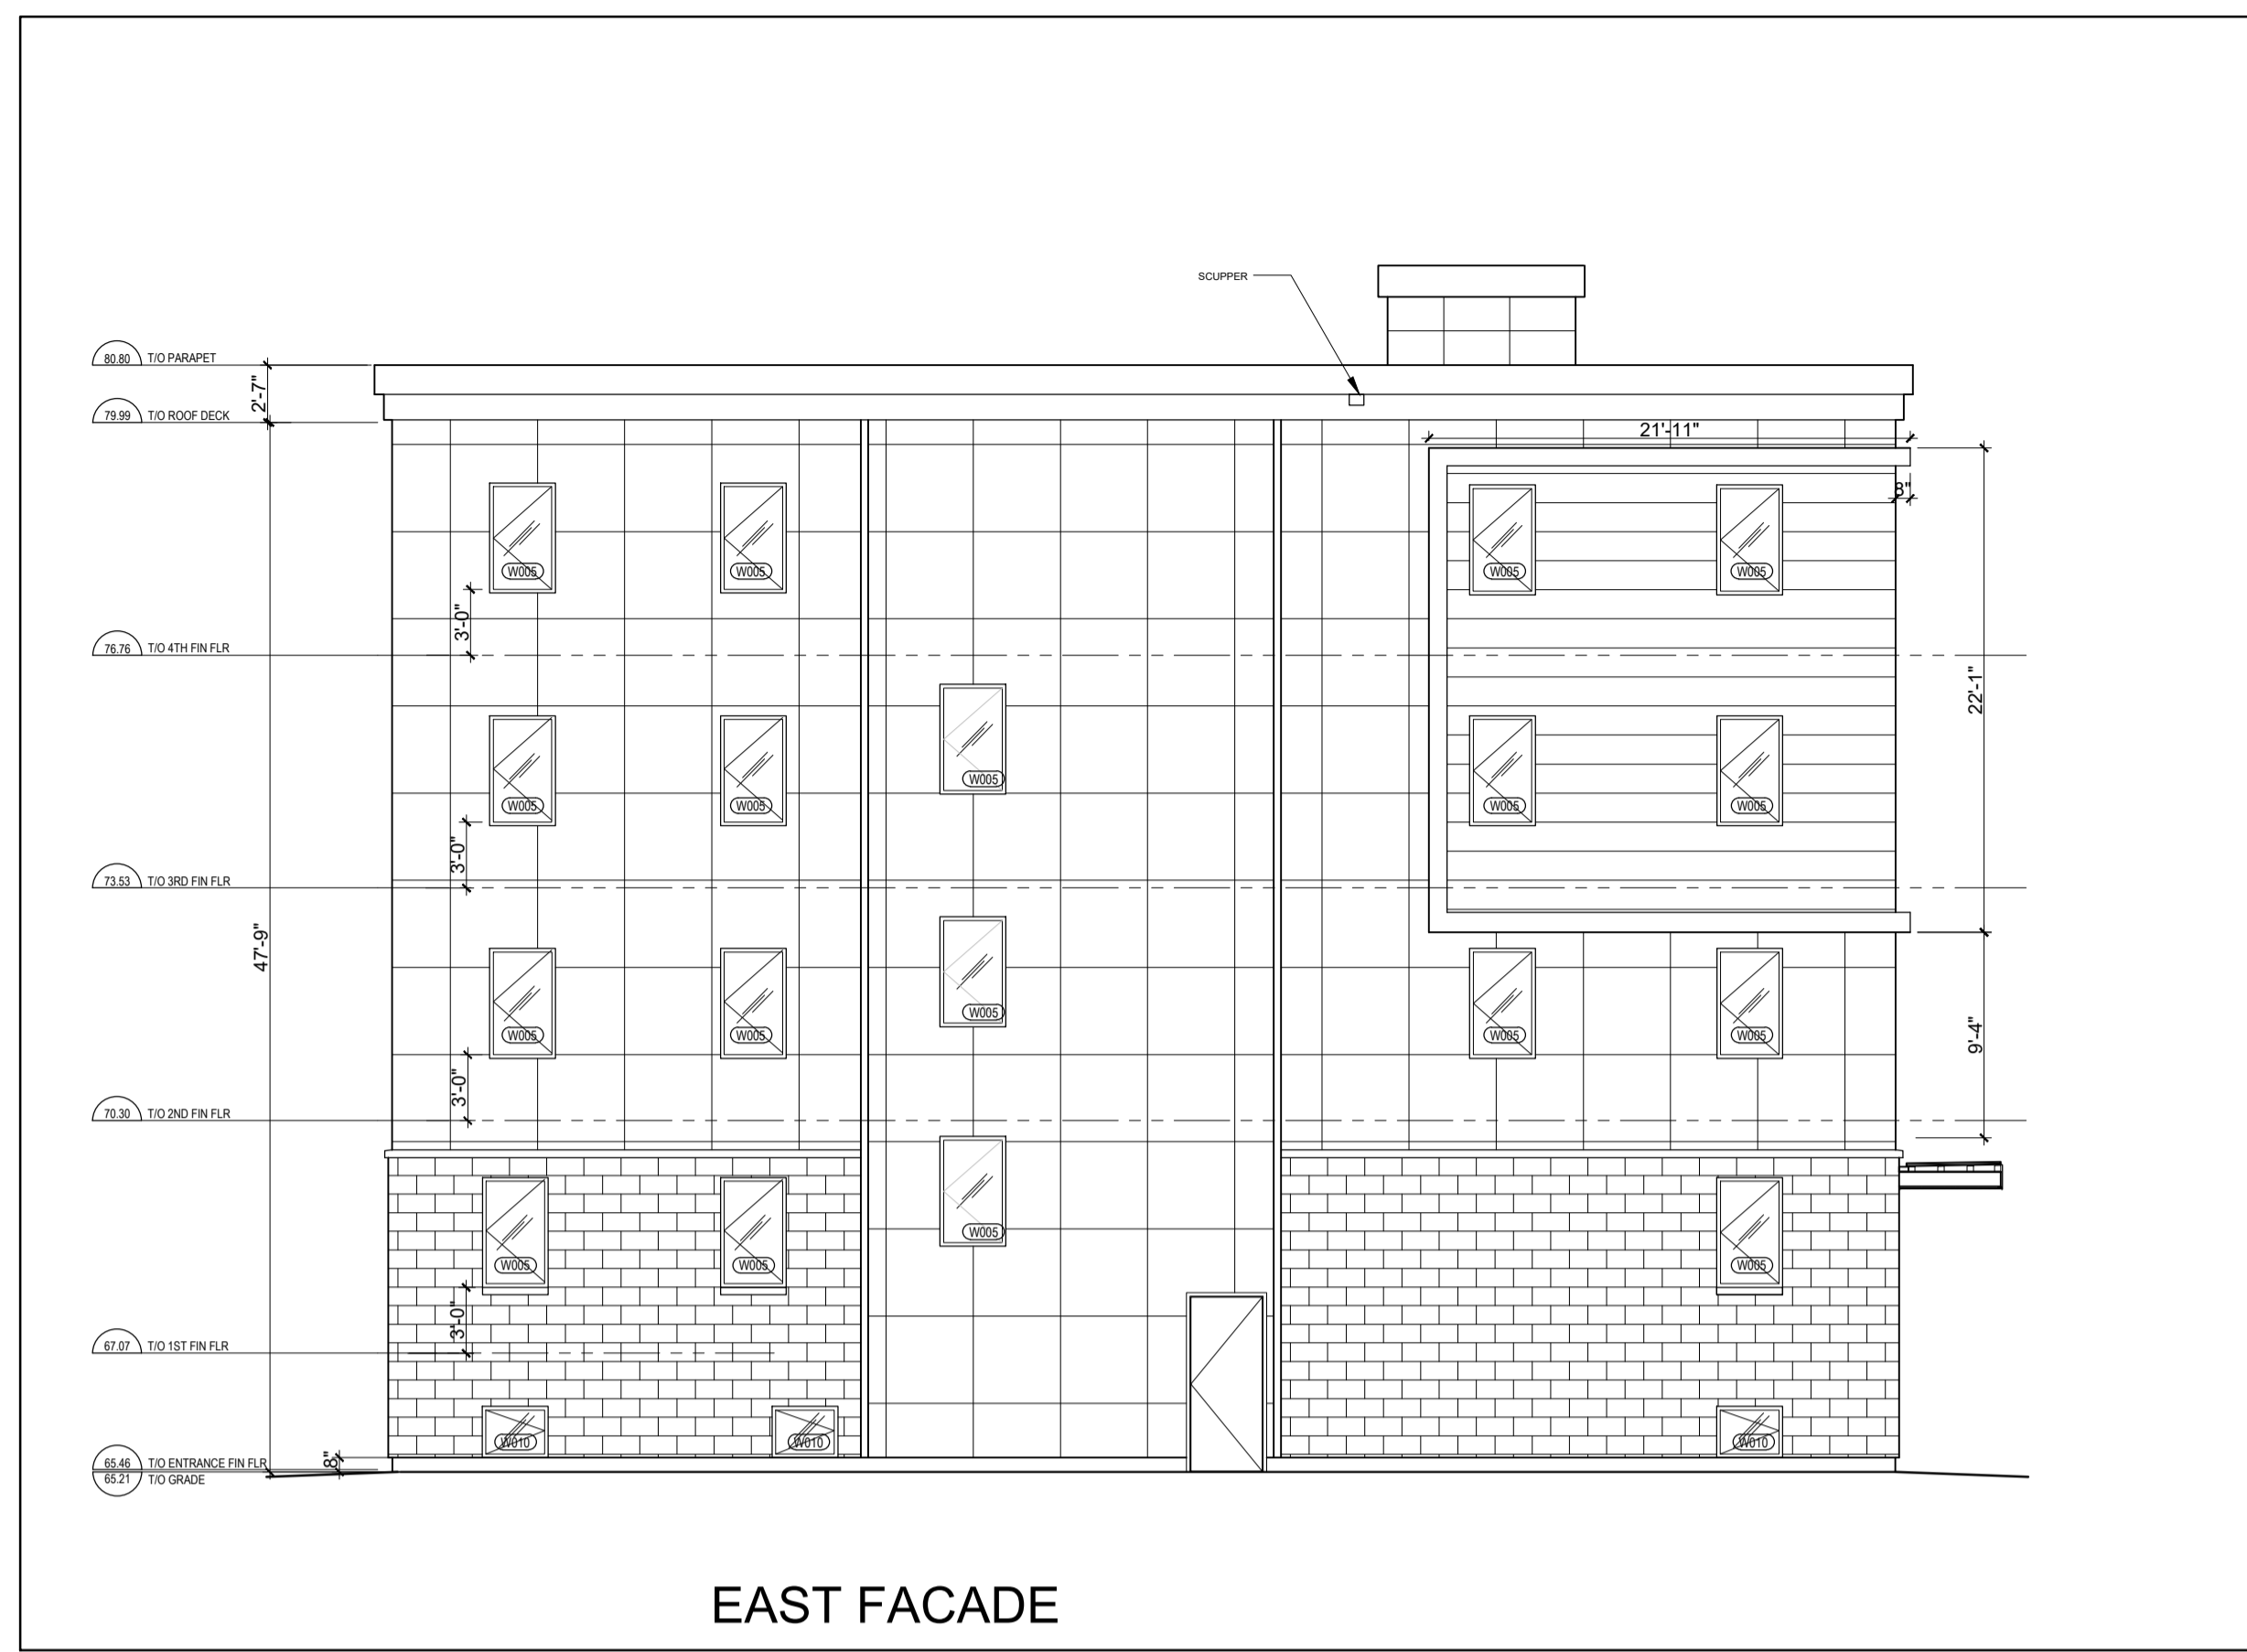 SCUPPER
80.80 T/O PARAPET
2'-7"
79.99 T/O ROOF DECK
21'-11"
8"
W005 W005 W005 W005
3'-0"
76.76 T/O 4TH FIN FLR
22'-1"
W005
W005 W005 W005 W005
3'-0"
73.53 T/O 3RD FIN FLR
47'-9"
W005
W005 W005 W005 W005
9'-4"
3'-0"
70.30 T/O 2ND FIN FLR
W005
W005 W005 W005
3'-0"
67.07 T/O 1ST FIN FLR
W010 W010 W010
8"
65.46 T/O ENTRANCE FIN FLR
65.21 T/O GRADE
EAST FACADE